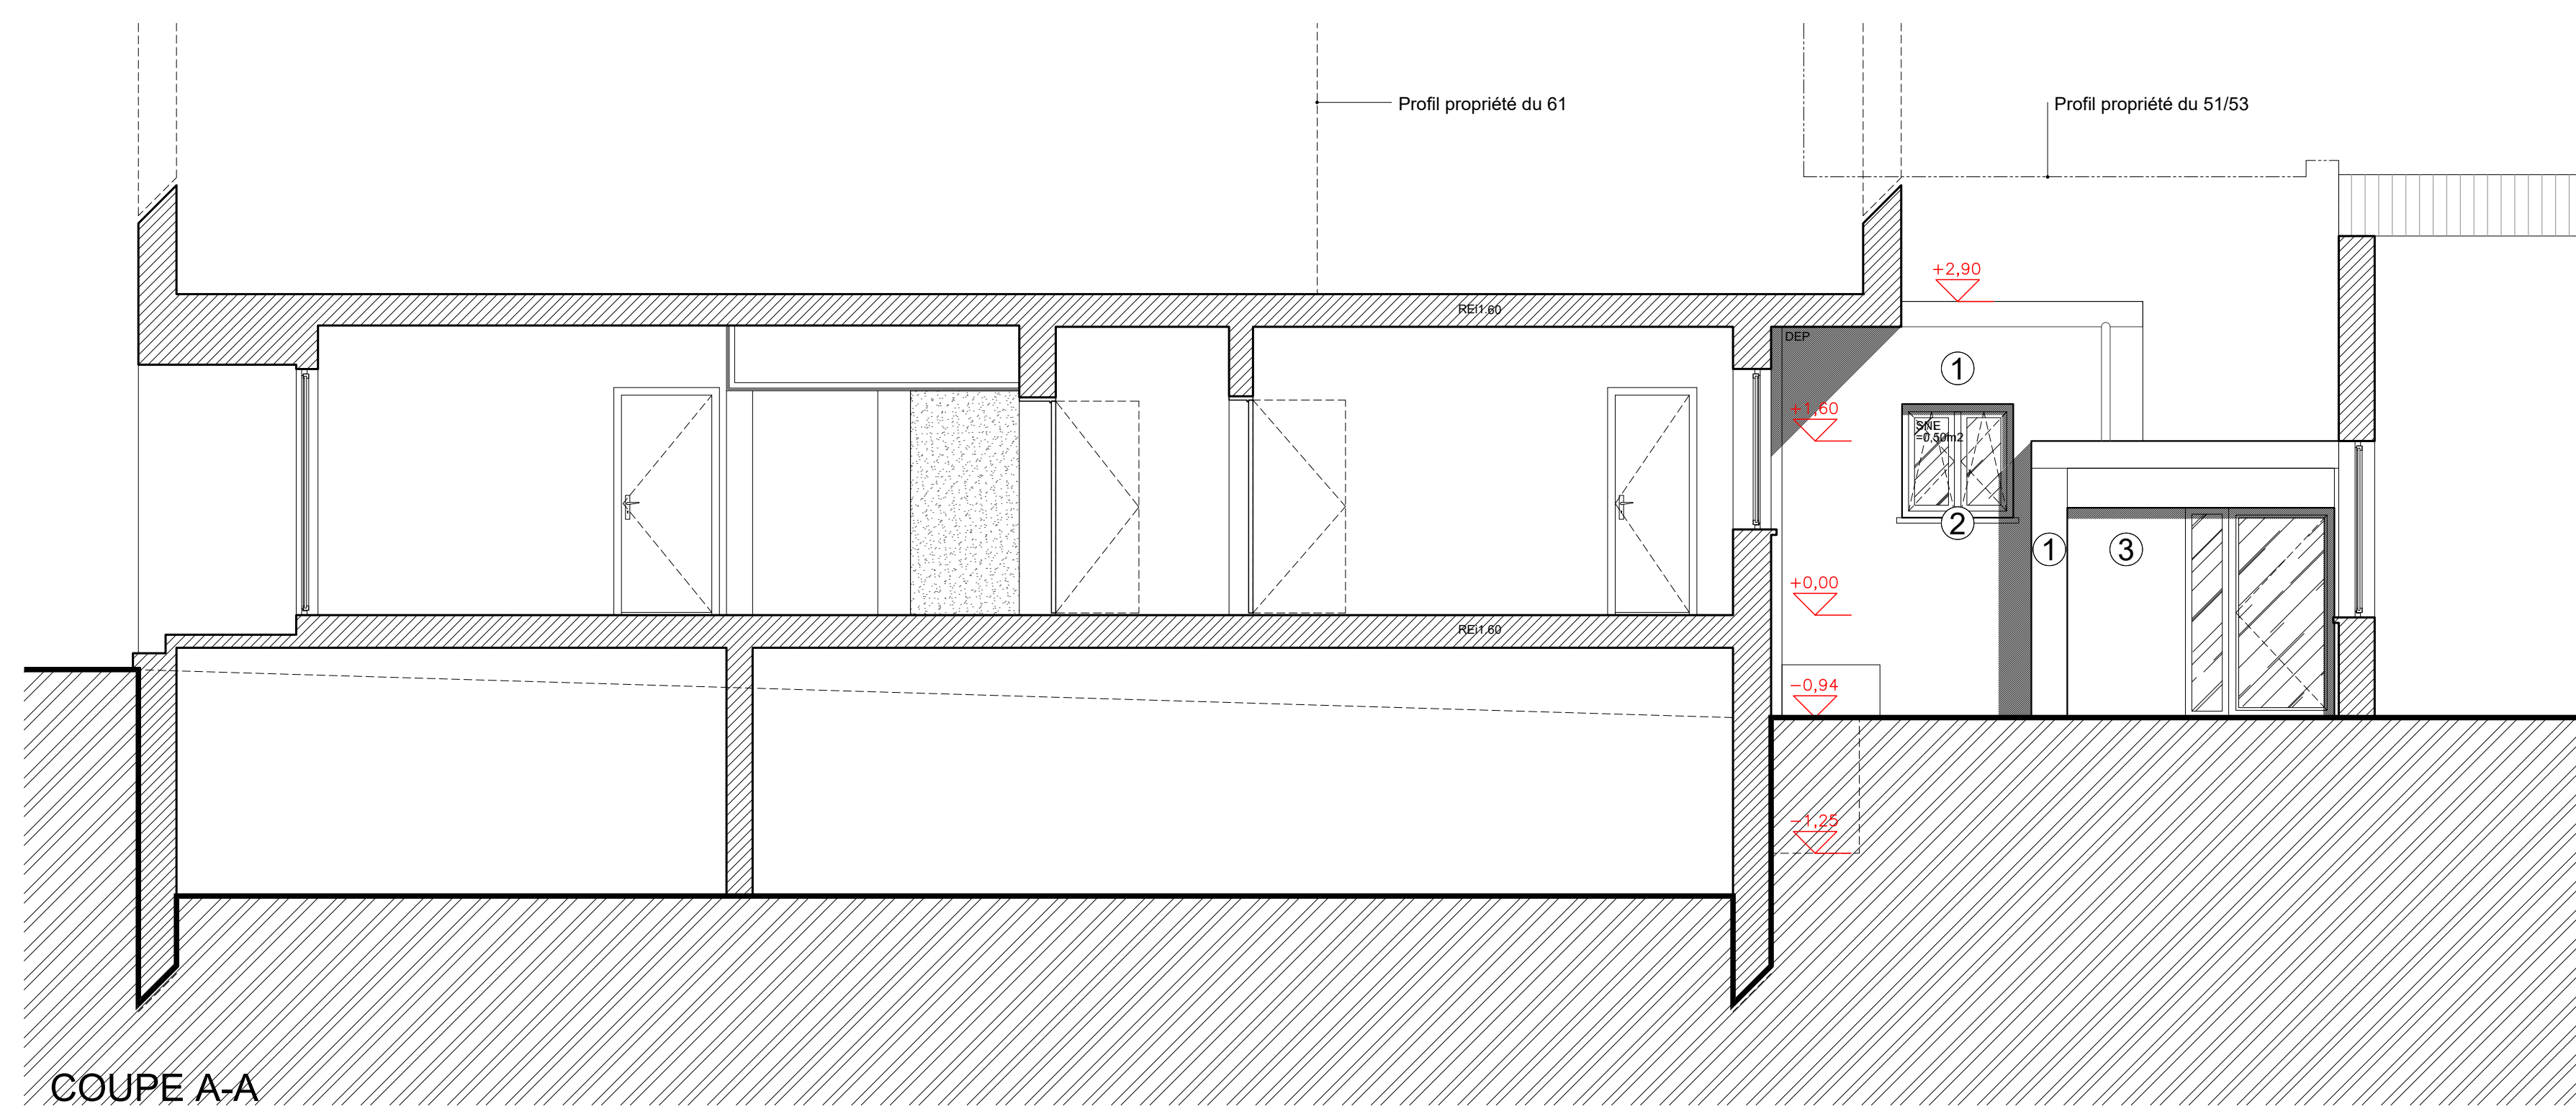 Profil propriété du 61
Profil propriété du 51/53
+2,90
REI1.60
DEP
1
+1,60
SNE
=0,50m2
2
1
3
+0,00
REI1.60
-0,94
-1,25
COUPE A-A